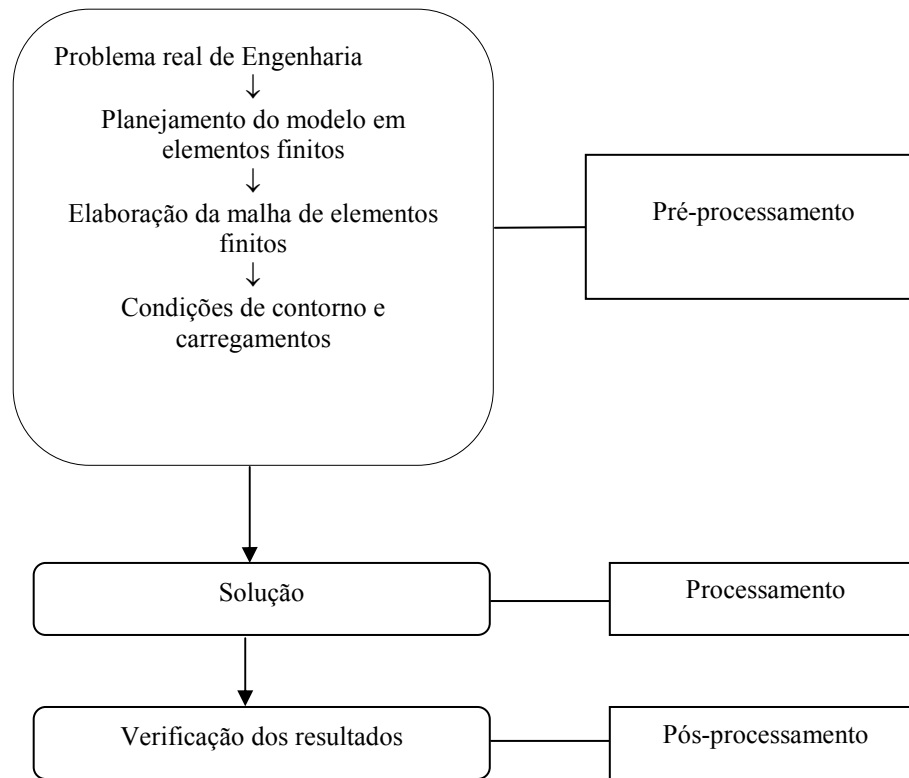 Problema real de Engenharia
↓
Planejamento do modelo em
elementos finitos
↓
Elaboração da malha de elementos
finitos
↓
Condições de contorno e
carregamentos
Pré-processamento
Solução
Processamento
Verificação dos resultados
Pós-processamento